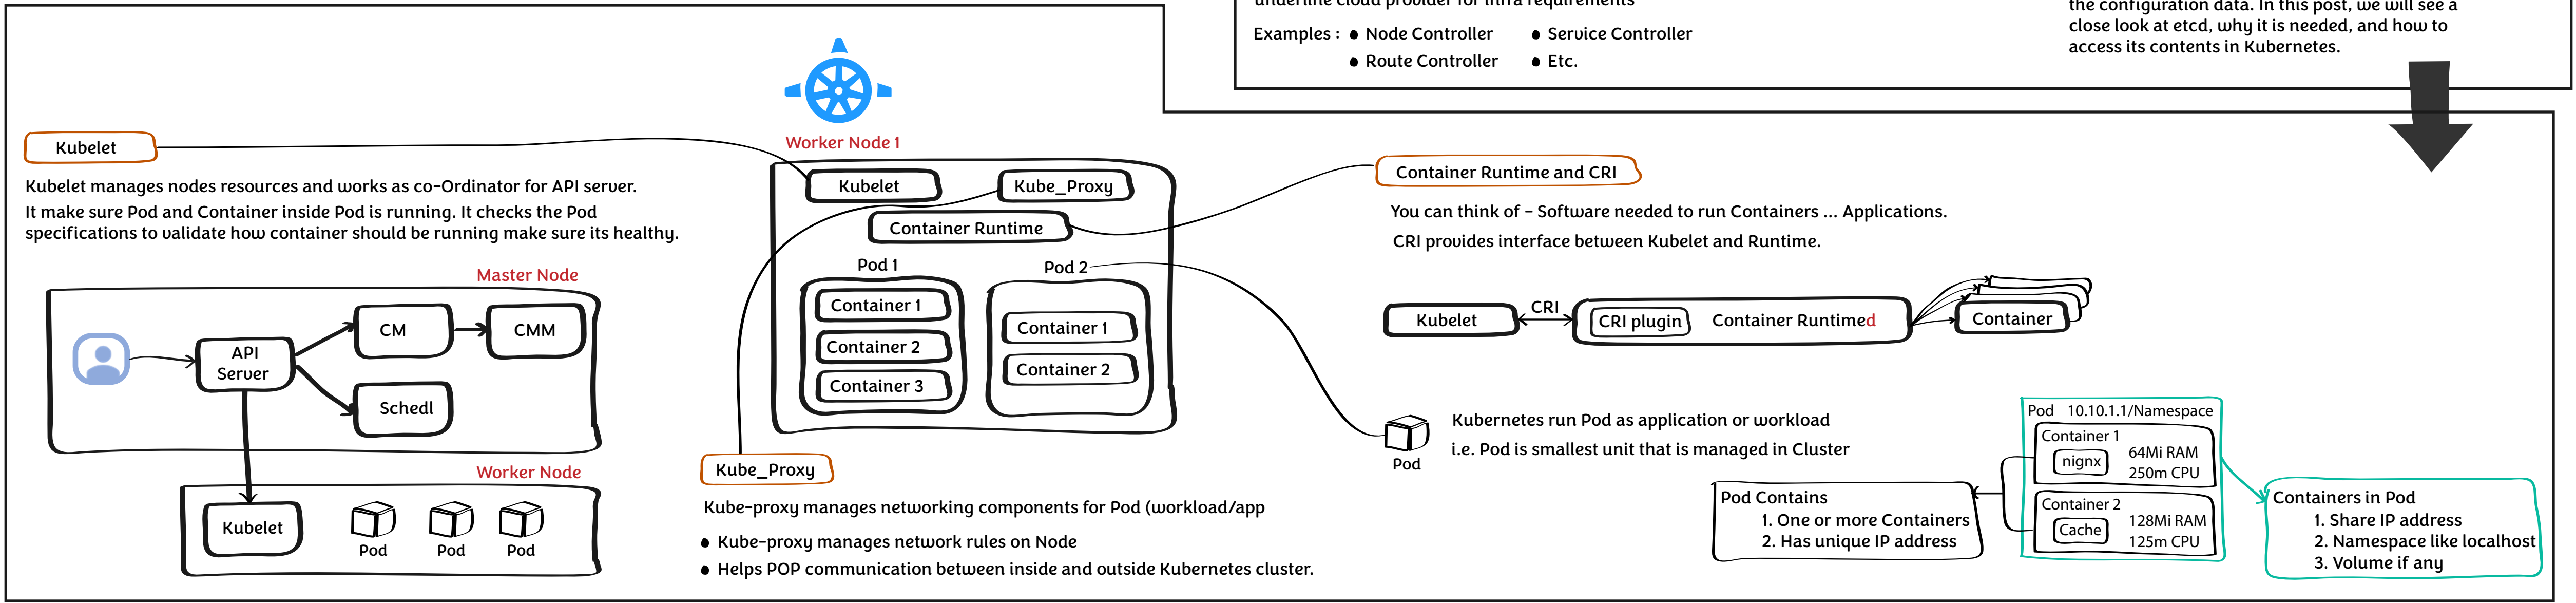 underline cloud provider for infra requirements
Examples : ● Node Controller ● Service Controller
● Route Controller ● Etc.
the configuration data. In this post, we will see a
close look at etcd, why it is needed, and how to
access its contents in Kubernetes.
Kubelet
Kubelet manages nodes resources and works as co-Ordinator for API server.
It make sure Pod and Container inside Pod is running. It checks the Pod
specifications to validate how container should be running make sure its healthy.
Master Node
API
Server
CM
CMM
Schedl
Worker Node
Kubelet
Pod
Pod
Pod
Worker Node 1
Kubelet
Kube_Proxy
Container Runtime
Pod 1
Container 1
Container 2
Container 3
Pod 2
Container 1
Container 2
Kube_Proxy
Kube-proxy manages networking components for Pod (workload/app
● Kube-proxy manages network rules on Node
● Helps POP communication between inside and outside Kubernetes cluster.
Container Runtime and CRI
You can think of – Software needed to run Containers ... Applications.
CRI provides interface between Kubelet and Runtime.
Kubelet
CRI
CRI plugin
Container Runtimed
Container
Pod
Kubernetes run Pod as application or workload
i.e. Pod is smallest unit that is managed in Cluster
Pod Contains
1. One or more Containers
2. Has unique IP address
Pod 10.10.1.1/Namespace
Container 1
nignx
64Mi RAM
250m CPU
Container 2
Cache
128Mi RAM
125m CPU
Containers in Pod
1. Share IP address
2. Namespace like localhost
3. Volume if any